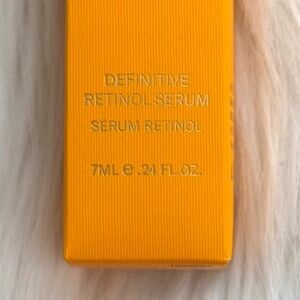 DEFINITIVE
RETINOL SERUM
SÉRUM RETINOL
7ML e .24 FL.OZ.